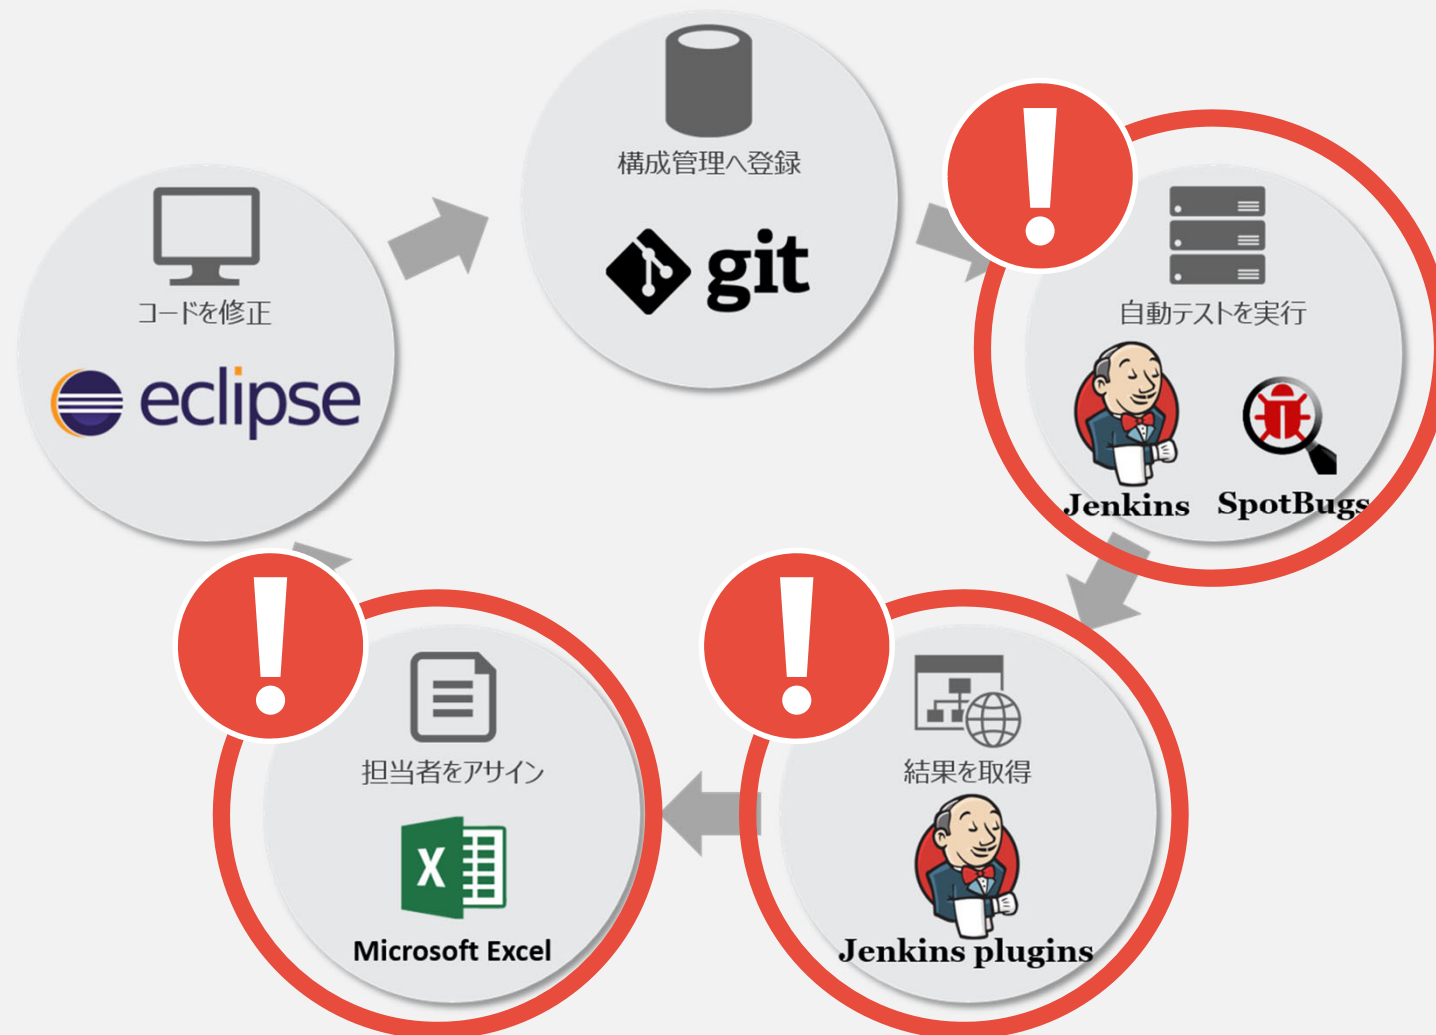 構成管理へ登録
git
コードを修正
eclipse
自動テストを実行
Jenkins
SpotBugs
担当者をアサイン
X
Microsoft Excel
結果を取得
Jenkins plugins
!
!
!